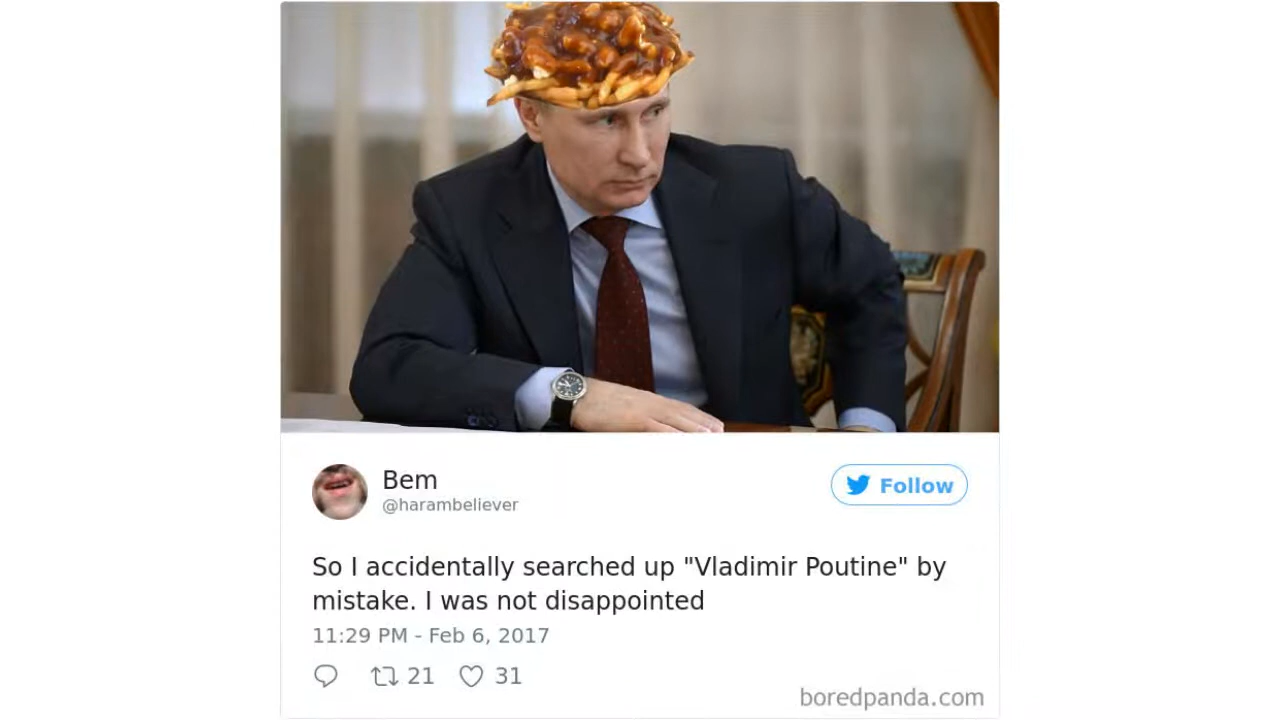 Bem
@harambeliever
Follow
So I accidentally searched up "Vladimir Poutine" by
mistake. I was not disappointed
11:29 PM - Feb 6, 2017
21 31
boredpanda.com